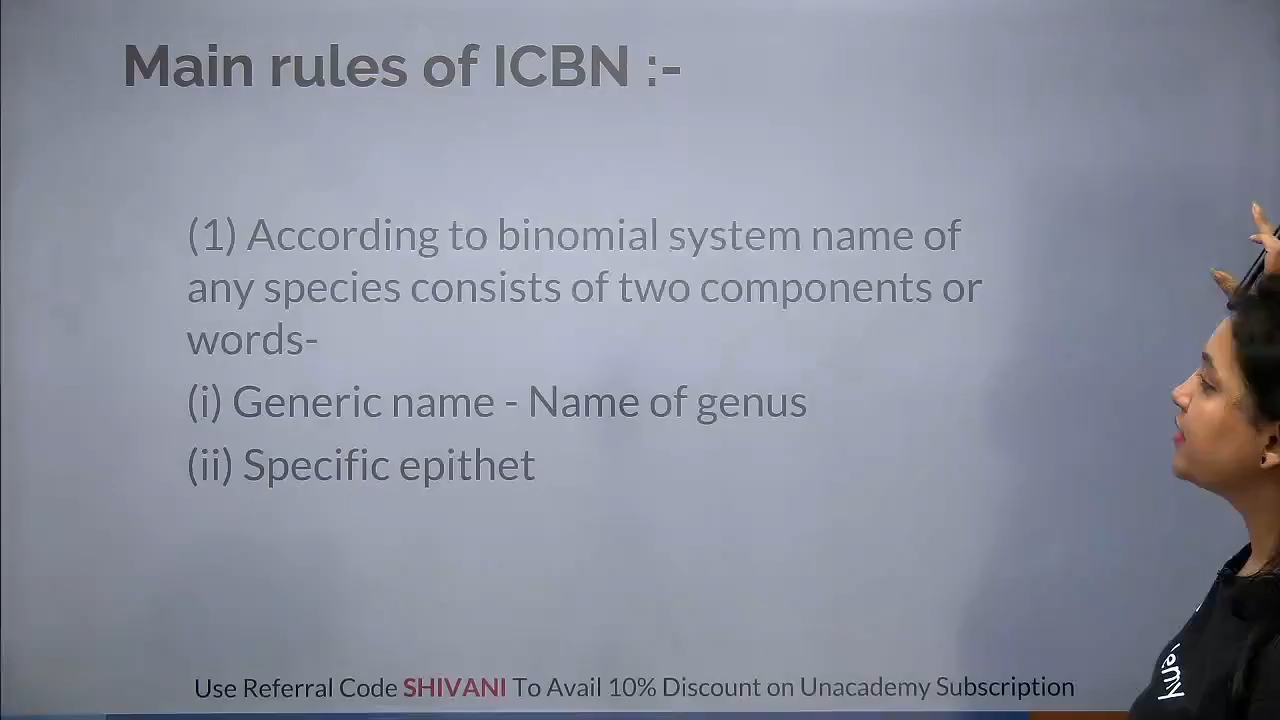 Main rules of ICBN :-
(1) According to binomial system name of
any species consists of two components or
words-
(i) Generic name - Name of genus
(ii) Specific epithet
Use Referral Code SHIVANI To Avail 10% Discount on Unacademy Subscription